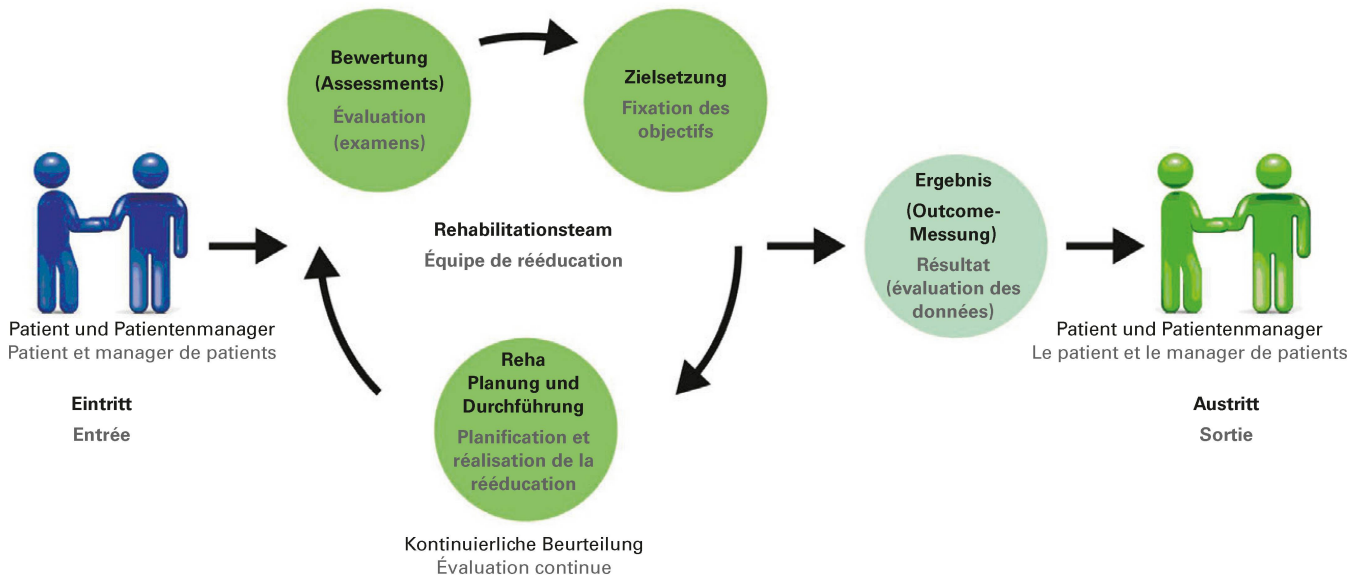 Bewertung
(Assessments)
Évaluation
(examens)
Zielsetzung
Fixation des
objectifs
Rehabilitationsteam
Équipe de rééducation
Ergebnis
(Outcome-
Messung)
Résultat
(évaluation des
données)
Patient und Patientenmanager
Patient et manager de patients
Eintritt
Entrée
Reha
Planung und
Durchführung
Planification et
réalisation de la
rééducation
Kontinuierliche Beurteilung
Évaluation continue
Patient und Patientenmanager
Le patient et le manager de patients
Austritt
Sortie